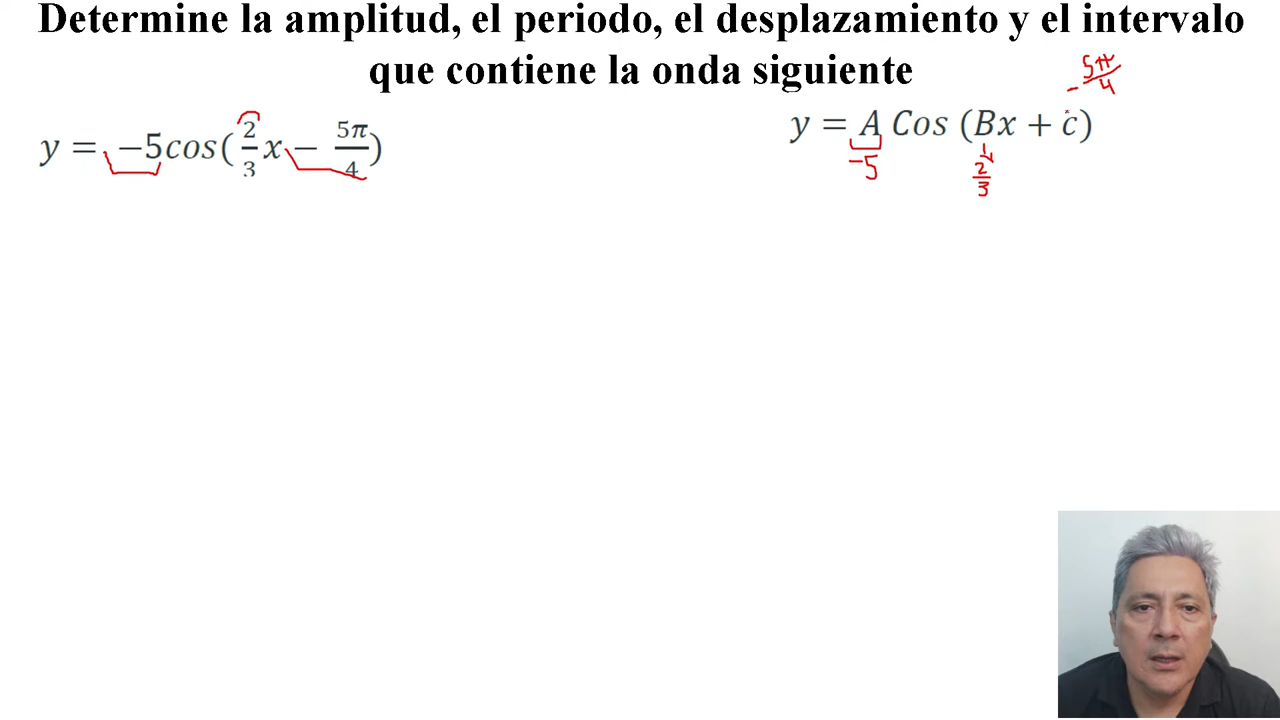 Determine la amplitud, el periodo, el desplazamiento y el intervalo
que contiene la onda siguiente
y = −5cos(2/3 x − 5π/4)
y = A Cos (Bx + c)
−5
2/3
− 5π/4